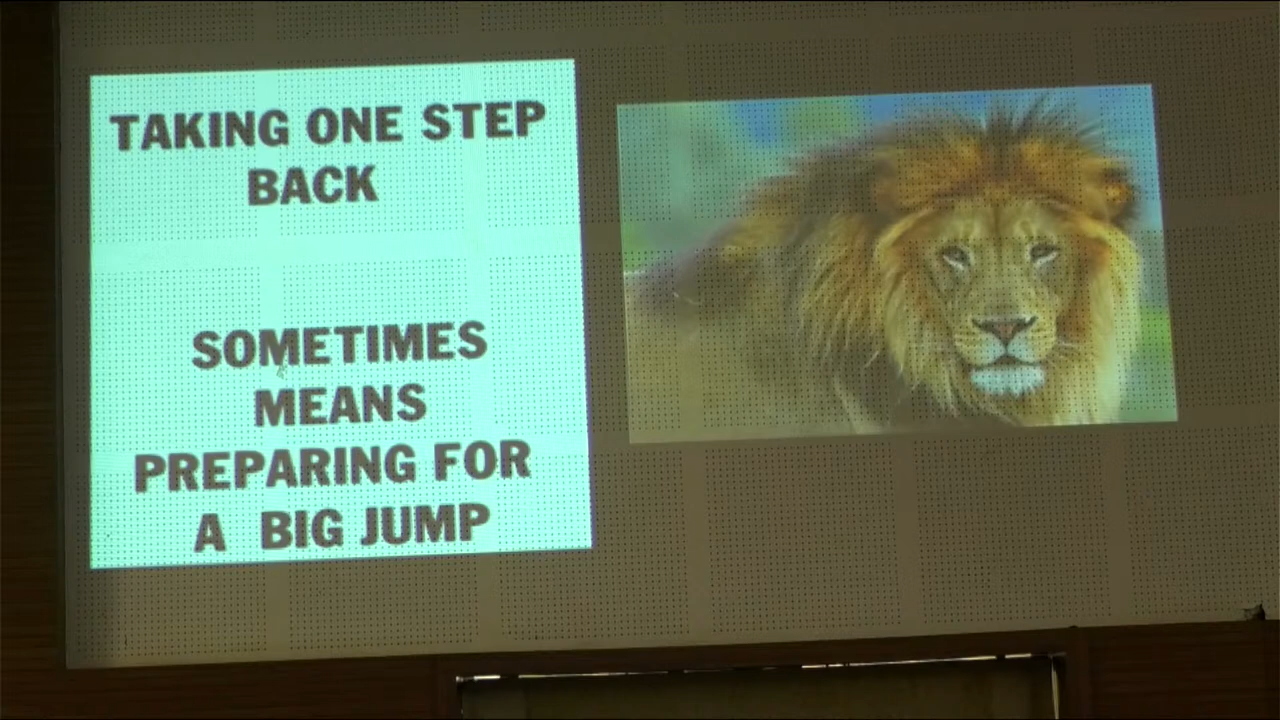 TAKING ONE STEP
BACK
SOMETIMES
MEANS
PREPARING FOR
A BIG JUMP